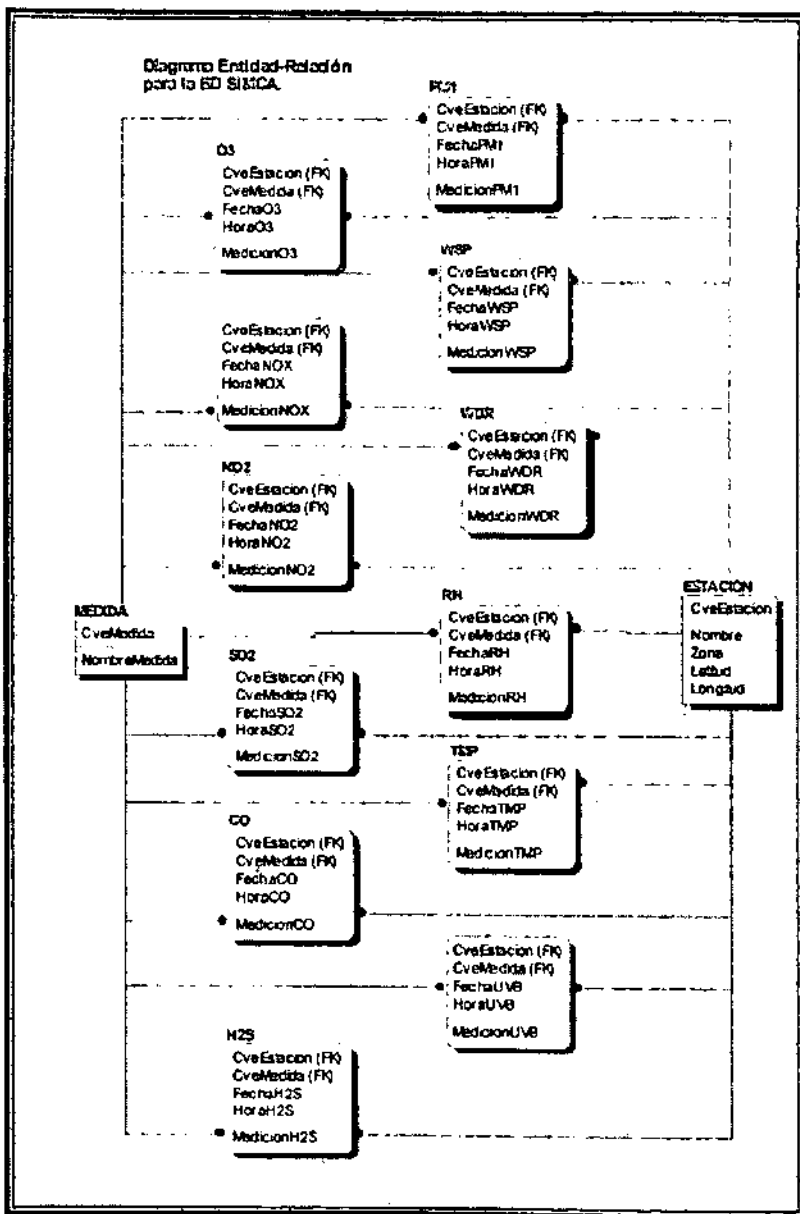 Diagrama Entidad-Relación
para la BD SIMCA.
PM1
CveEstacion (FK)
CveMedida (FK)
FechaPM1
HoraPM1
MedicionPM1
O3
CveEstacion (FK)
CveMedida (FK)
FechaO3
HoraO3
MedicionO3
WSP
CveEstacion (FK)
CveMedida (FK)
FechaWSP
HoraWSP
MedicionWSP
CveEstacion (FK)
CveMedida (FK)
FechaNOX
HoraNOX
MedicionNOX
WDR
CveEstacion (FK)
CveMedida (FK)
FechaWDR
HoraWDR
MedicionWDR
NO2
CveEstacion (FK)
CveMedida (FK)
FechaNO2
HoraNO2
MedicionNO2
MEDIDA
CveMedida
NombreMedida
RH
CveEstacion (FK)
CveMedida (FK)
FechaRH
HoraRH
MedicionRH
ESTACION
CveEstacion
Nombre
Zona
Latitud
Longitud
SO2
CveEstacion (FK)
CveMedida (FK)
FechaSO2
HoraSO2
MedicionSO2
TMP
CveEstacion (FK)
CveMedida (FK)
FechaTMP
HoraTMP
MedicionTMP
CO
CveEstacion (FK)
CveMedida (FK)
FechaCO
HoraCO
MedicionCO
CveEstacion (FK)
CveMedida (FK)
FechaUVB
HoraUVB
MedicionUVB
H2S
CveEstacion (FK)
CveMedida (FK)
FechaH2S
HoraH2S
MedicionH2S